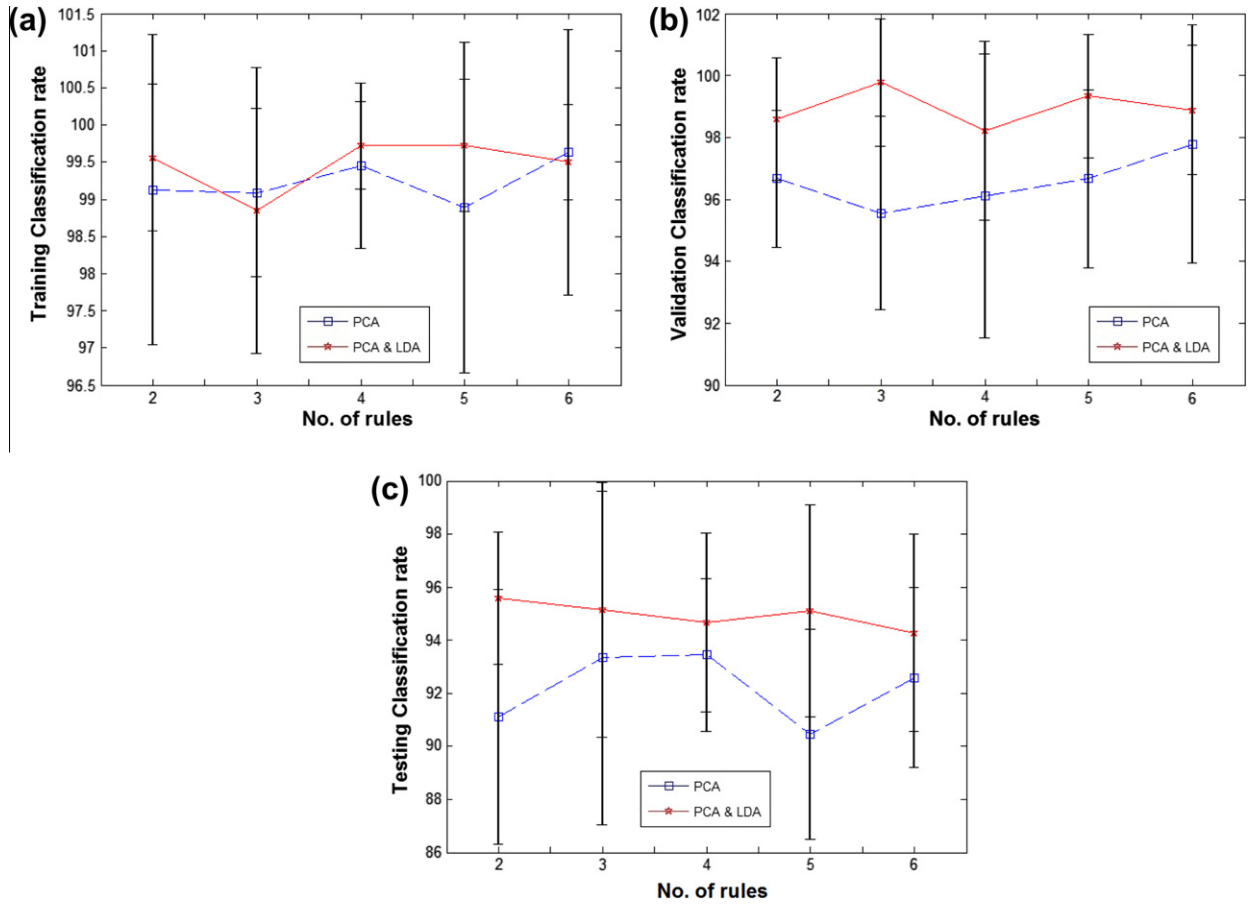 (a)
101.5
101
100.5
100
99.5
99
98.5
98
97.5
97
96.5
Training Classification rate
2 3 4 5 6
No. of rules
PCA
PCA & LDA
(b)
102
100
98
96
94
92
90
Validation Classification rate
2 3 4 5 6
No. of rules
PCA
PCA & LDA
(c)
100
98
96
94
92
90
88
86
Testing Classification rate
2 3 4 5 6
No. of rules
PCA
PCA & LDA